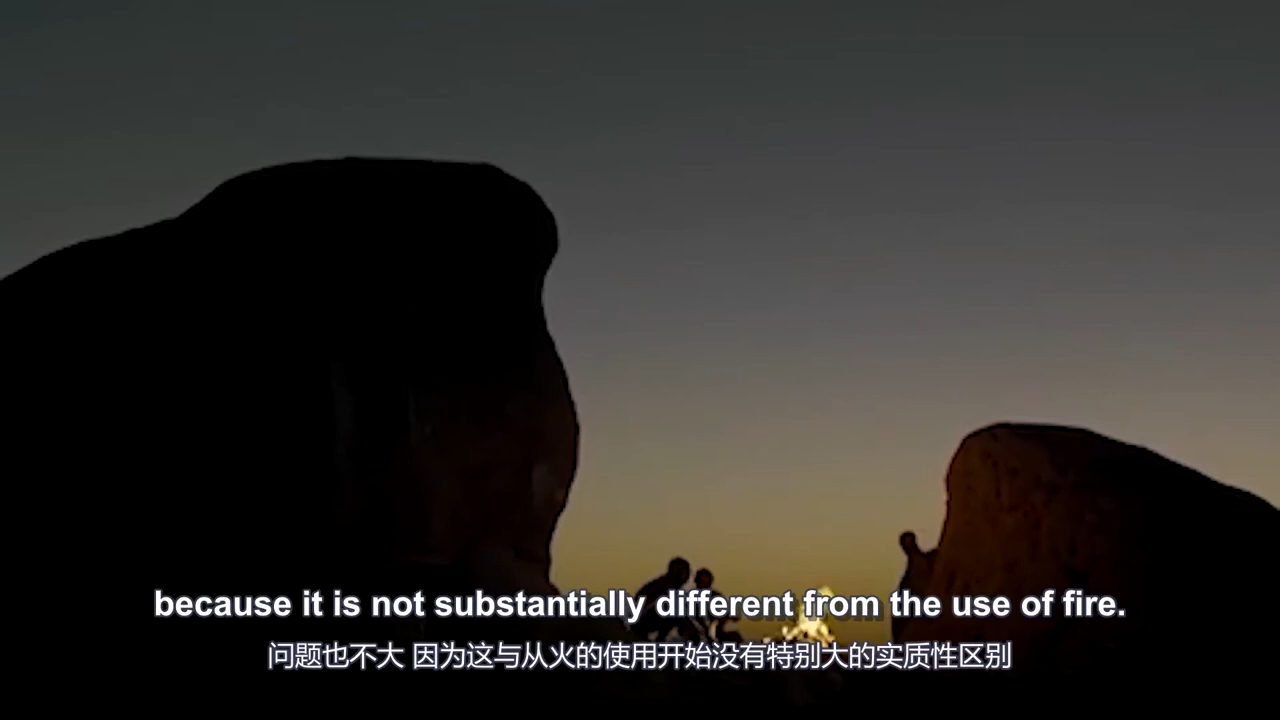 because it is not substantially different from the use of fire.
问题也不大 因为这与从火的使用开始没有特别大的实质性区别